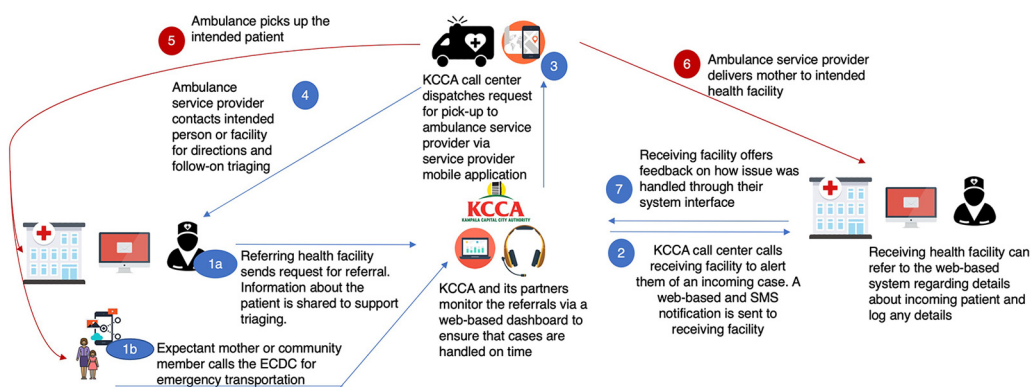 5
Ambulance picks up the
intended patient
Ambulance
service provider
contacts intended
person or facility
for directions and
follow-on triaging
4
KCCA call center
dispatches request
for pick-up to
ambulance service
provider via
service provider
mobile application
3
6
Ambulance service provider
delivers mother to intended
health facility
7
Receiving facility offers
feedback on how issue was
handled through their
system interface
KCCA
KAMPALA CAPITAL CITY AUTHORITY
1a
Referring health facility
sends request for referral.
Information about the
patient is shared to support
triaging.
KCCA and its partners
monitor the referrals via
a web-based dashboard to
ensure that cases are
handled on time
2
KCCA call center calls
receiving facility to alert
them of an incoming case. A
web-based and SMS
notification is sent to
receiving facility
Receiving health facility can
refer to the web-based
system regarding details
about incoming patient and
log any details
1b
Expectant mother or community
member calls the ECDC for
emergency transportation